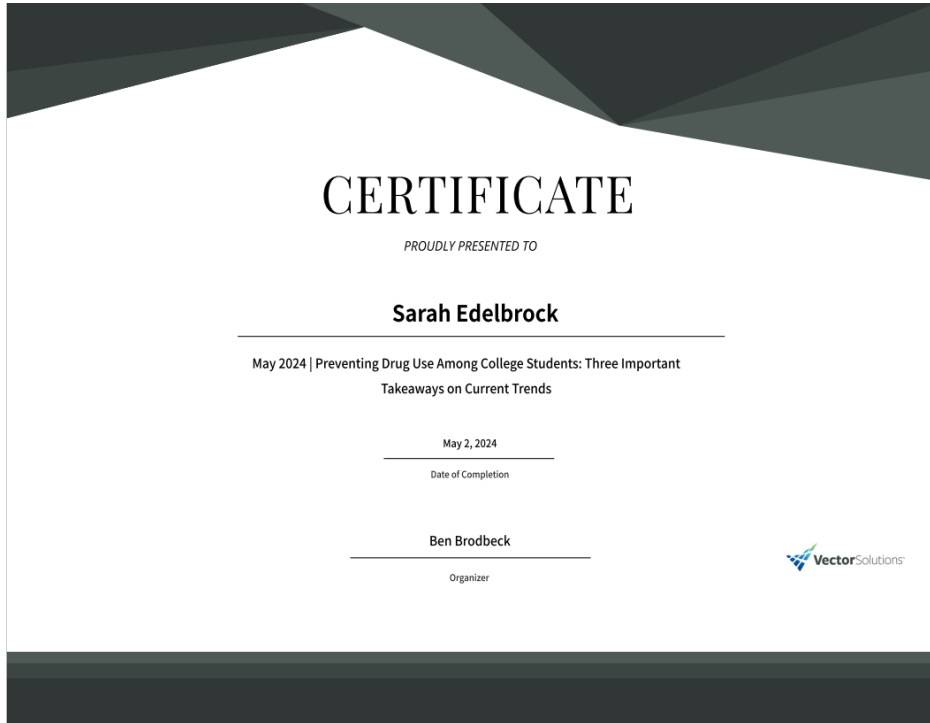 CERTIFICATE
PROUDLY PRESENTED TO
Sarah Edelbrock
May 2024 | Preventing Drug Use Among College Students: Three Important
Takeaways on Current Trends
May 2, 2024
Date of Completion
Ben Brodbeck
VectorSolutions
Organizer